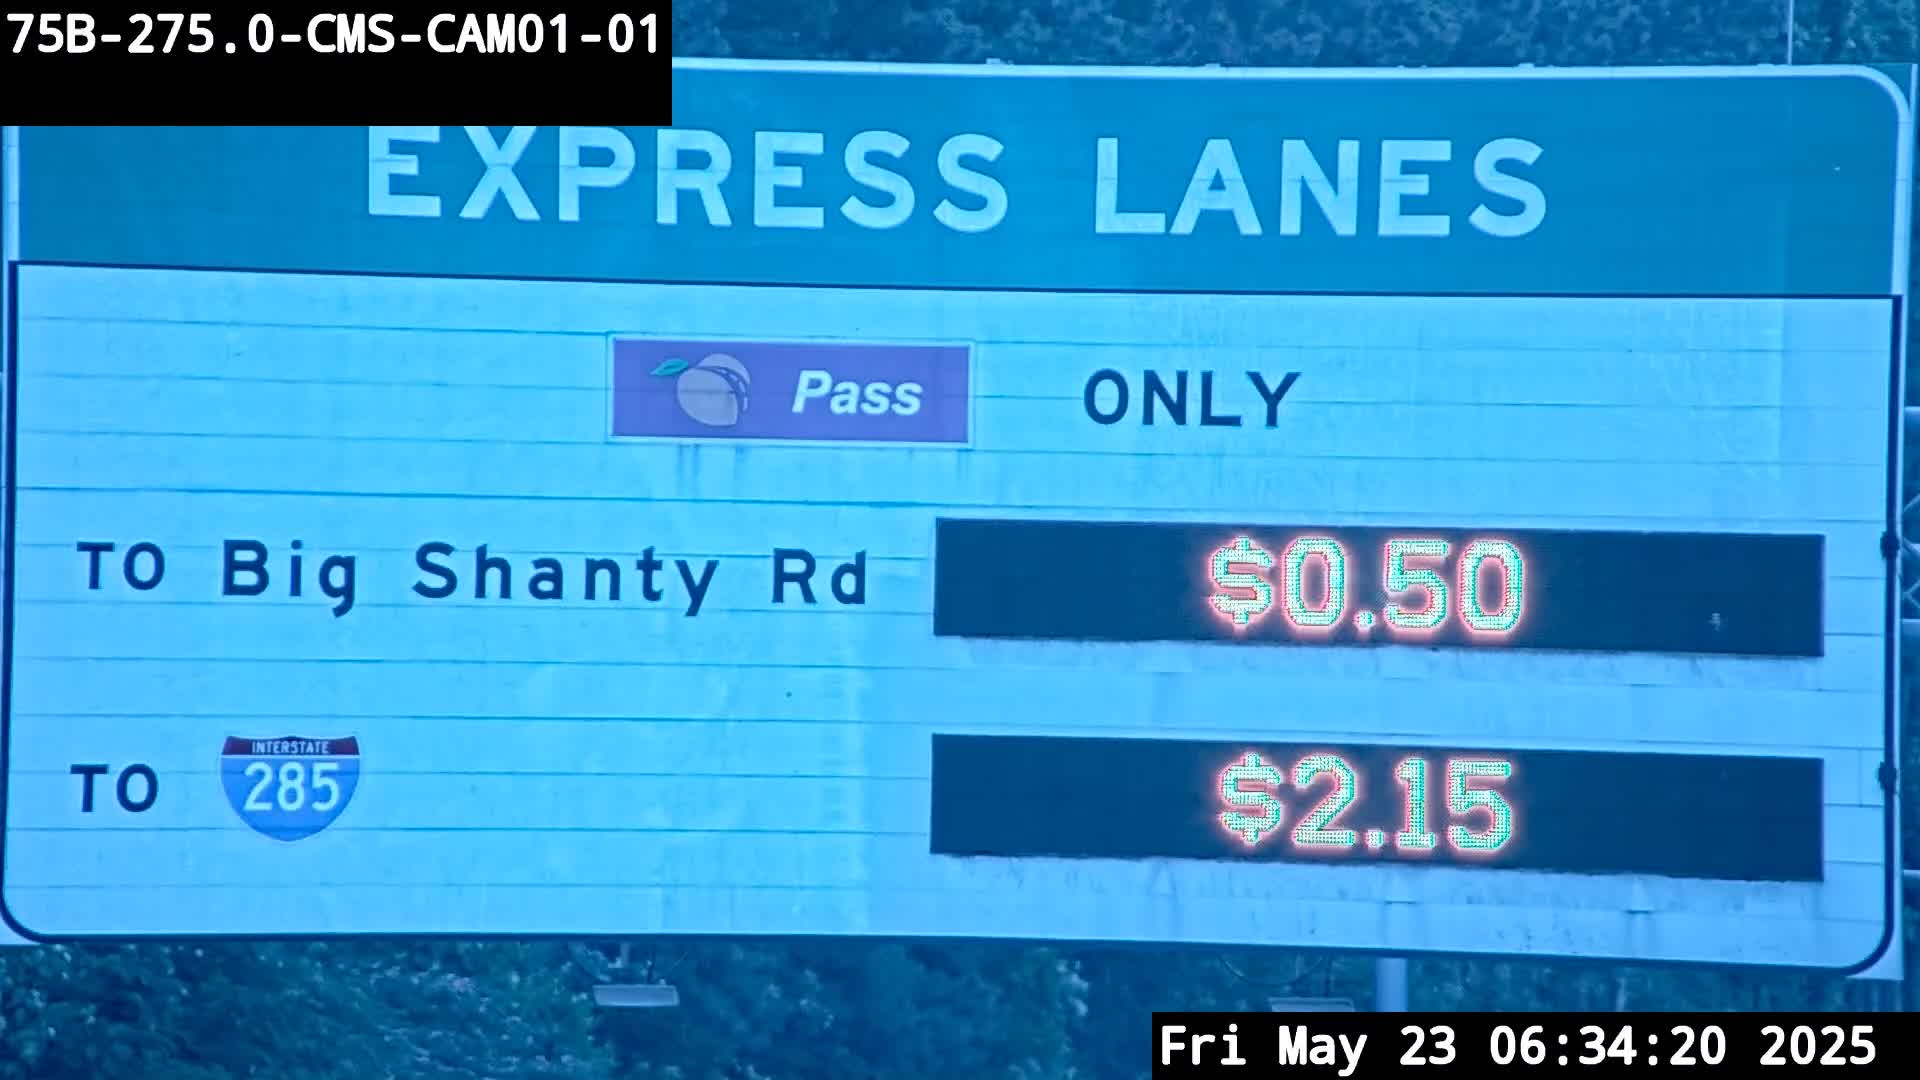 75B-275.0-CMS-CAM01-01
EXPRESS LANES
Pass ONLY
TO Big Shanty Rd $0.50
INTERSTATE
TO 285 $2.15
Fri May 23 06:34:20 2025